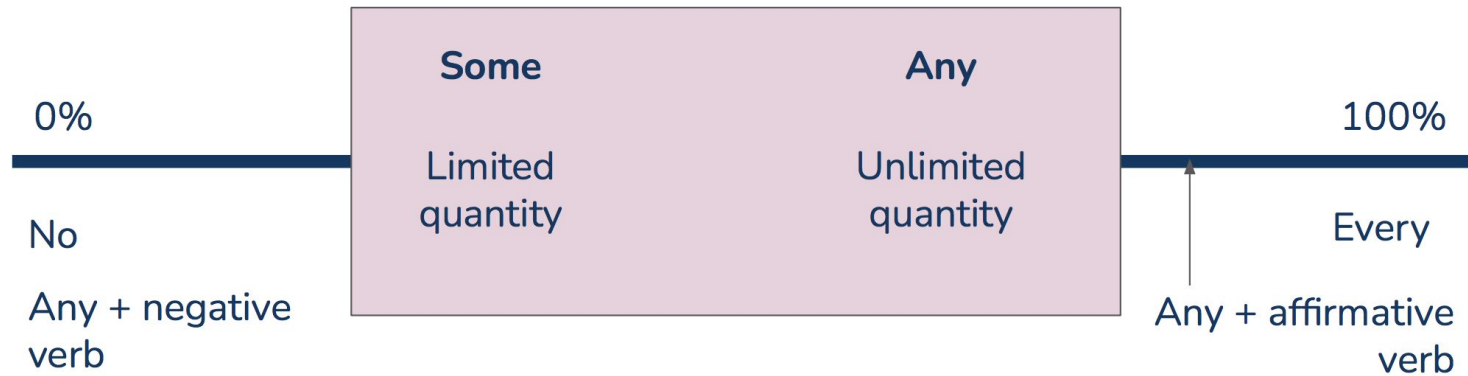 Some
Any
0%
100%
Limited
quantity
Unlimited
quantity
No
Every
Any + negative
verb
Any + affirmative
verb